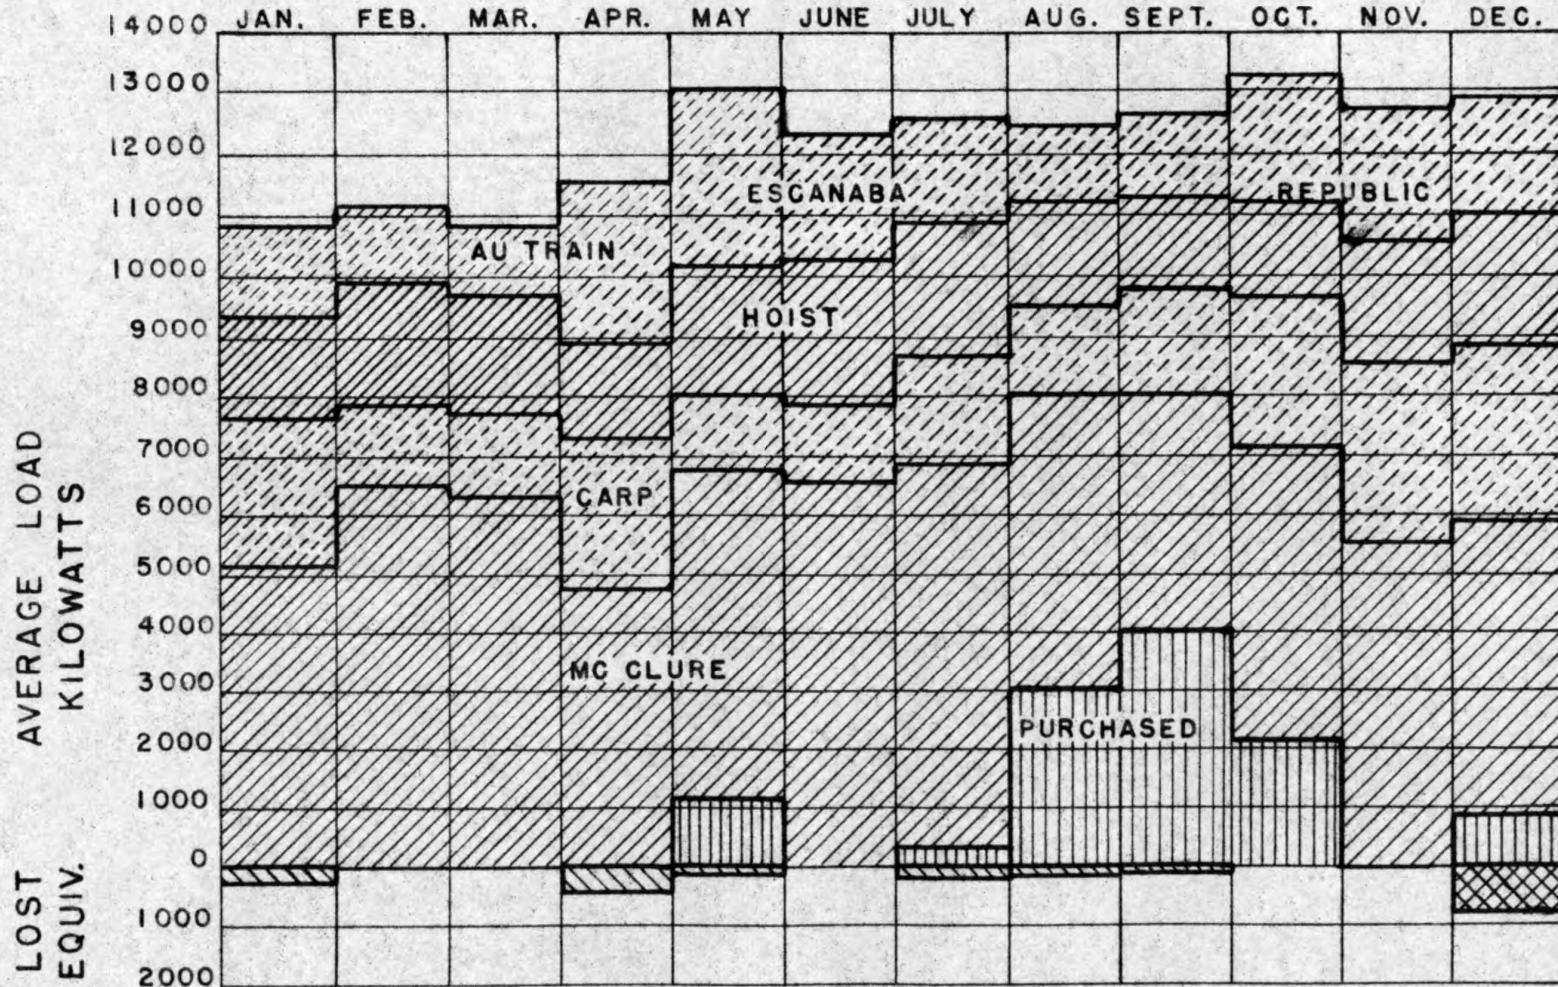 JAN. FEB. MAR. APR. MAY JUNE JULY AUG. SEPT. OCT. NOV. DEC.
14000
13000
12000
11000
10000
9000
8000
7000
6000
5000
4000
3000
2000
1000
0
1000
2000
AVERAGE LOAD
KILOWATTS
LOST
EQUIV.
ESCANABA
REPUBLIC
AU TRAIN
HOIST
CARP
MC CLURE
PURCHASED